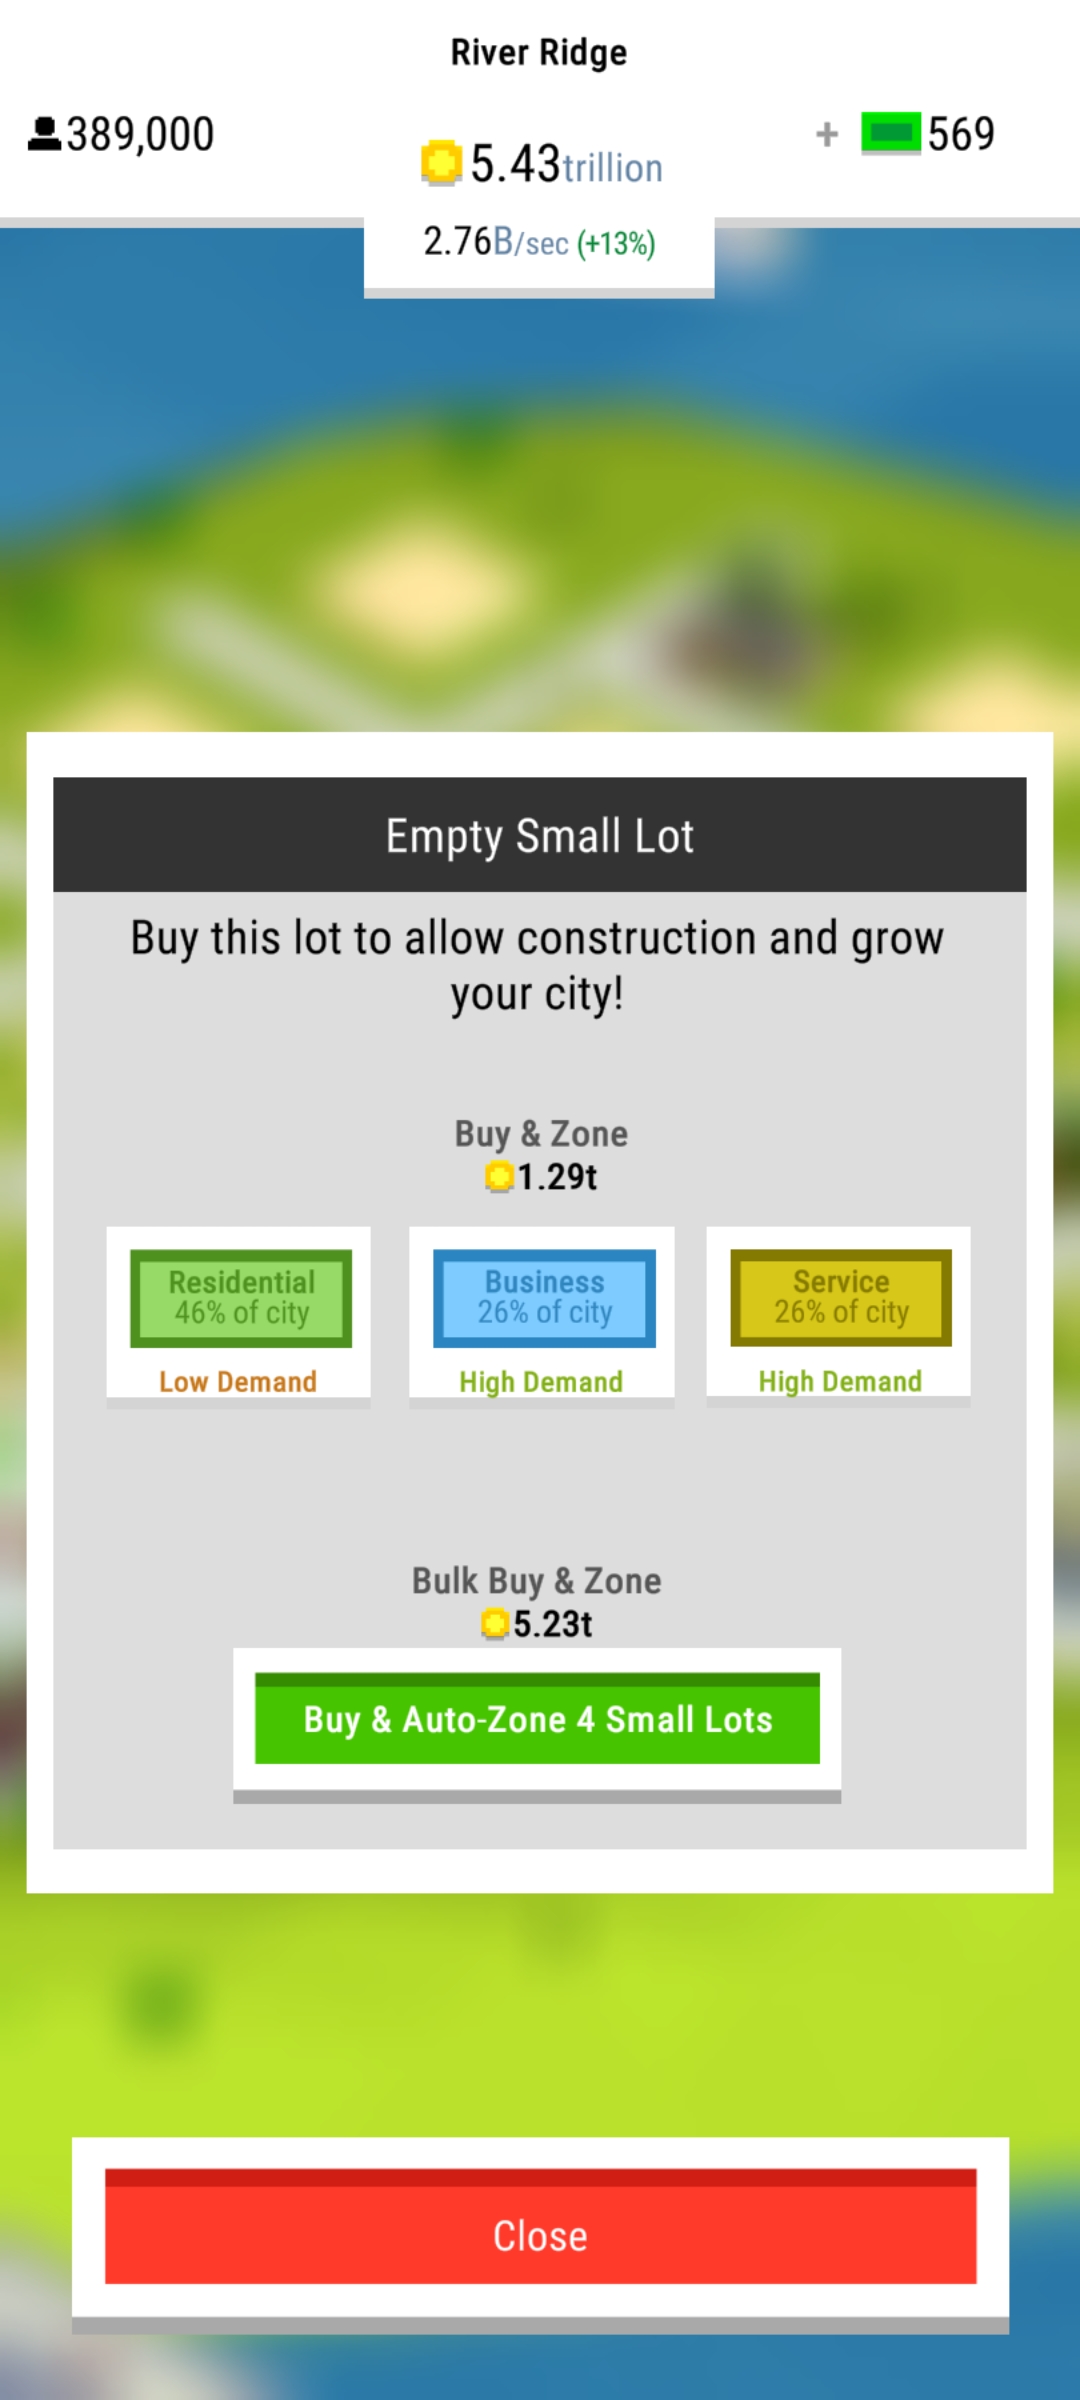 River Ridge
389,000
5.43trillion
+ 569
2.76B/sec (+13%)
Empty Small Lot
Buy this lot to allow construction and grow
your city!
Buy & Zone
1.29t
Residential
46% of city
Low Demand
Business
26% of city
High Demand
Service
26% of city
High Demand
Bulk Buy & Zone
5.23t
Buy & Auto-Zone 4 Small Lots
Close